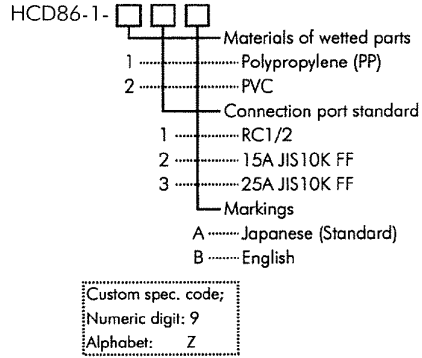 HCD86-1-
Materials of wetted parts
1 Polypropylene (PP)
2 PVC
Connection port standard
1 RC1/2
2 15A JIS10K FF
3 25A JIS10K FF
Markings
A Japanese (Standard)
B English
Custom spec. code;
Numeric digit: 9
Alphabet: Z